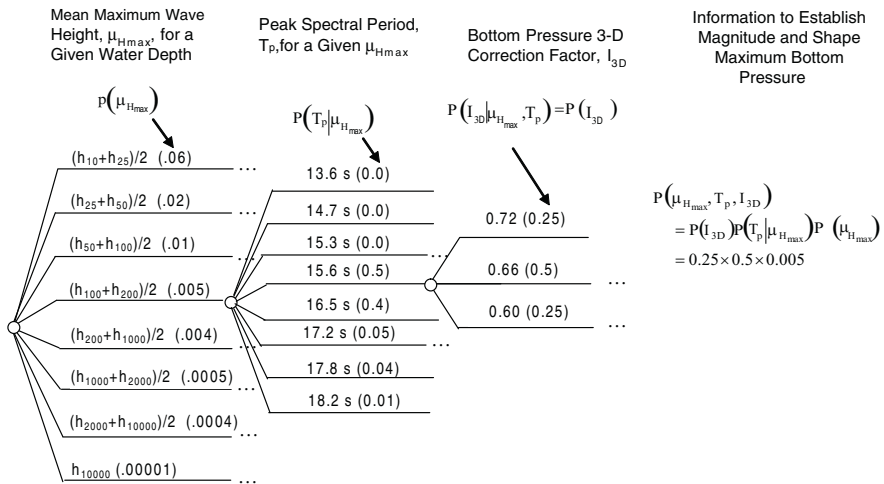 Mean Maximum Wave
Height, μHmax, for a
Given Water Depth
p(μHmax)
(h10+h25)/2 (.06) ...
(h25+h50)/2 (.02) ...
(h50+h100)/2 (.01) ...
(h100+h200)/2 (.005)
(h200+h1000)/2 (.004) ...
(h1000+h2000)/2 (.0005) ...
(h2000+h10000)/2 (.0004) ...
h10000 (.00001) ...
Peak Spectral Period,
Tp,for a Given μHmax
P(Tp|μHmax)
13.6 s (0.0) ...
14.7 s (0.0) ...
15.3 s (0.0) ...
15.6 s (0.5)
16.5 s (0.4) ...
17.2 s (0.05) ...
17.8 s (0.04) ...
18.2 s (0.01) ...
Bottom Pressure 3-D
Correction Factor, I3D
P(I3D|μHmax,Tp)=P(I3D)
0.72 (0.25)
0.66 (0.5) ...
0.60 (0.25) ...
Information to Establish
Magnitude and Shape
Maximum Bottom
Pressure
P(μHmax,Tp,I3D)
=P(I3D)P(Tp|μHmax)P (μHmax)
=0.25×0.5×0.005